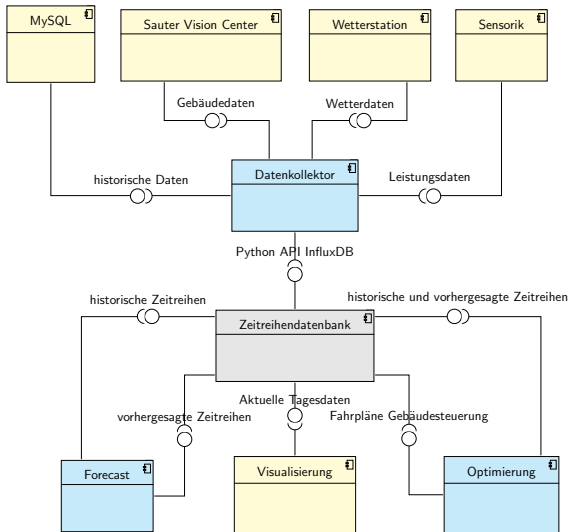 MySQL
Sauter Vision Center
Wetterstation
Sensorik
Gebäudedaten
Wetterdaten
historische Daten
Datenkollektor
Leistungsdaten
Python API InfluxDB
historische Zeitreihen
historische und vorhergesagte Zeitreihen
Zeitreihendatenbank
Aktuelle Tagesdaten
vorhergesagte Zeitreihen
Fahrpläne Gebäudesteuerung
Forecast
Visualisierung
Optimierung